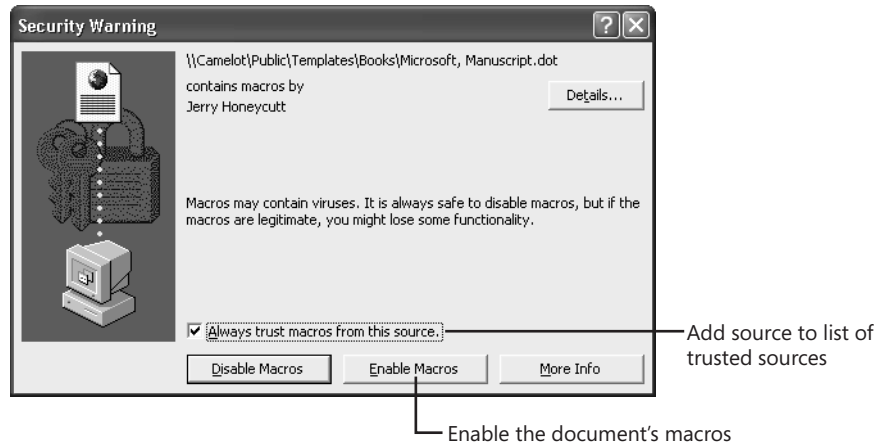 Security Warning
\\Camelot\Public\Templates\Books\Microsoft, Manuscript.dot
contains macros by
Jerry Honeycutt
Details...
Macros may contain viruses. It is always safe to disable macros, but if the
macros are legitimate, you might lose some functionality.
Always trust macros from this source.
Add source to list of
trusted sources
Disable Macros
Enable Macros
More Info
Enable the document's macros